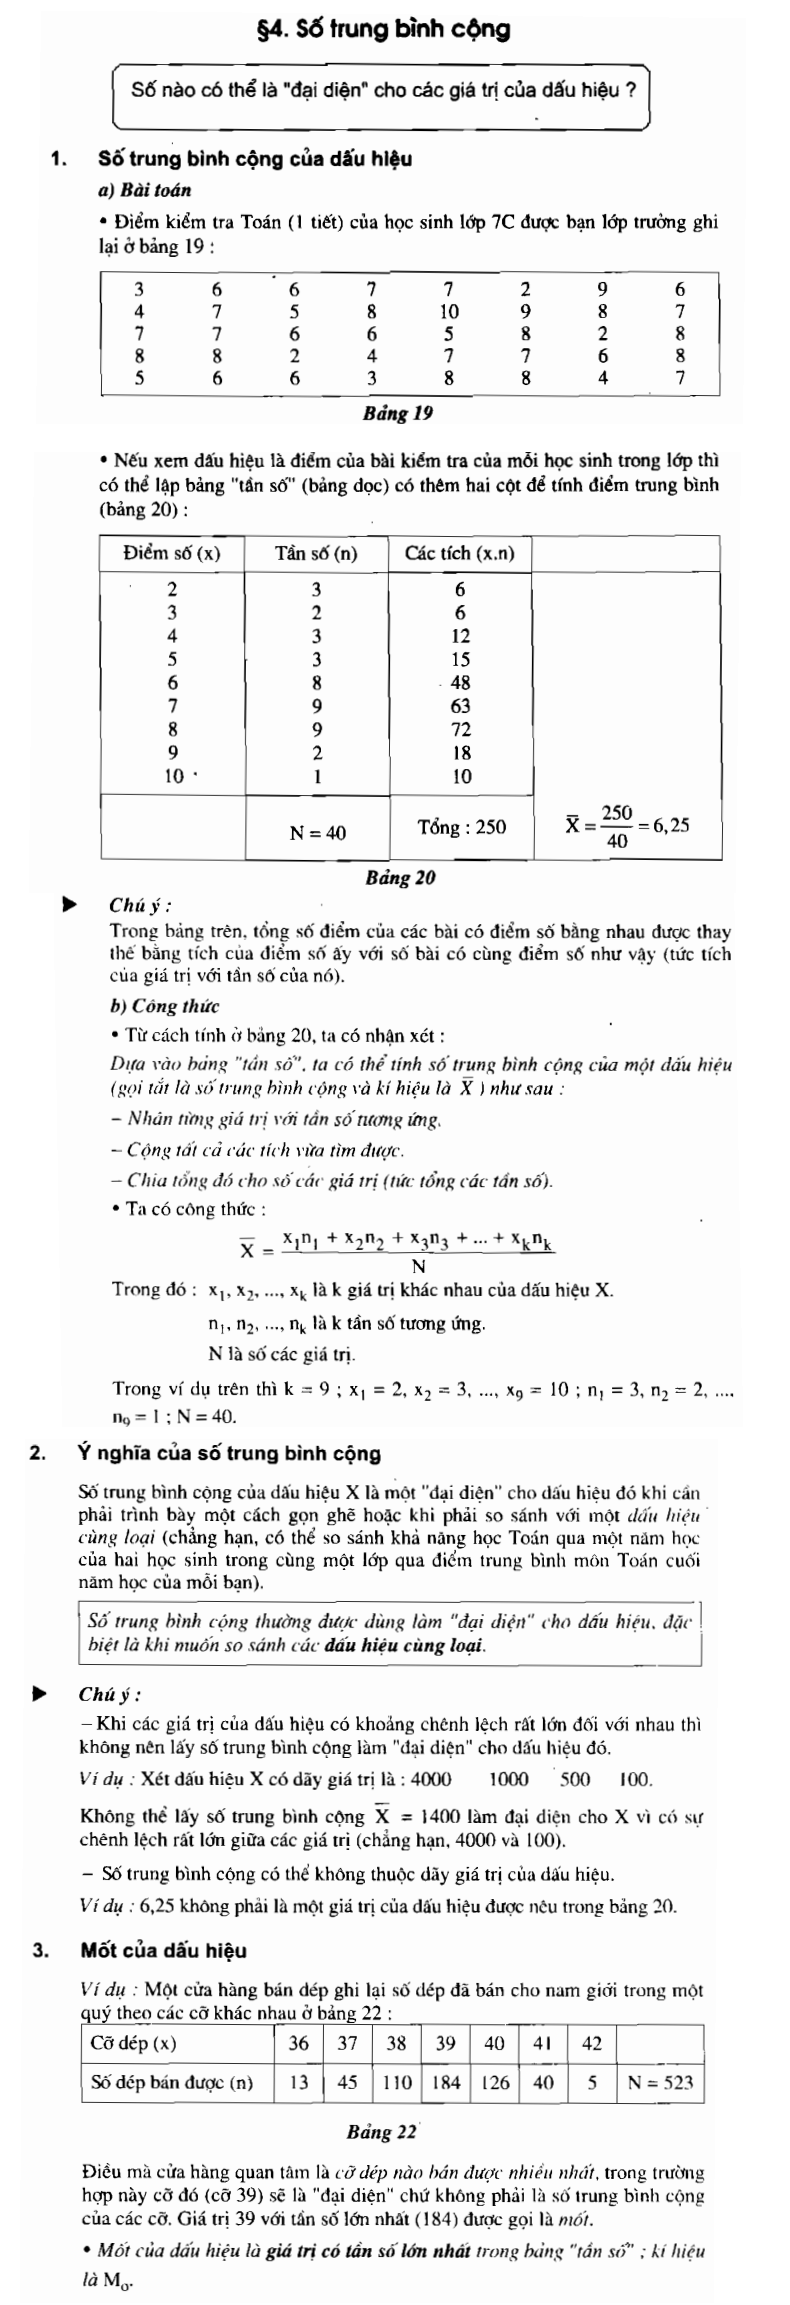 §4. Số trung bình cộng
Số nào có thể là "đại diện" cho các giá trị của dấu hiệu ?
1. Số trung bình cộng của dấu hiệu
a) Bài toán
• Điểm kiểm tra Toán (1 tiết) của học sinh lớp 7C được bạn lớp trưởng ghi
lại ở bảng 19 :
3 6 6 7 7 2 9 6
4 7 5 8 10 9 8 7
7 7 6 6 5 8 2 8
8 8 2 4 7 7 6 8
5 6 6 3 8 8 4 7
Bảng 19
• Nếu xem dấu hiệu là điểm của bài kiểm tra của mỗi học sinh trong lớp thì
có thể lập bảng "tần số" (bảng dọc) có thêm hai cột để tính điểm trung bình
(bảng 20) :
Điểm số (x) Tần số (n) Các tích (x.n)
2 3 6
3 2 6
4 3 12
5 3 15
6 8 48
7 9 63
8 9 72
9 2 18
10 1 10
N = 40 Tổng : 250 X̄ = 250/40 = 6,25
Bảng 20
Chú ý :
Trong bảng trên, tổng số điểm của các bài có điểm số bằng nhau được thay
thế bằng tích của điểm số ấy với số bài có cùng điểm số như vậy (tức tích
của giá trị với tần số của nó).
b) Công thức
• Từ cách tính ở bảng 20, ta có nhận xét :
Dựa vào bảng "tần số", ta có thể tính số trung bình cộng của một dấu hiệu
(gọi tắt là số trung bình cộng và kí hiệu là X̄ ) như sau :
– Nhân từng giá trị với tần số tương ứng.
– Cộng tất cả các tích vừa tìm được.
– Chia tổng đó cho số các giá trị (tức tổng các tần số).
• Ta có công thức :
X̄ = (x₁n₁ + x₂n₂ + x₃n₃ + ... + xₖnₖ)/N
Trong đó : x₁, x₂, ..., xₖ là k giá trị khác nhau của dấu hiệu X.
n₁, n₂, ..., nₖ là k tần số tương ứng.
N là số các giá trị.
Trong ví dụ trên thì k = 9 ; x₁ = 2, x₂ = 3, ..., x₉ = 10 ; n₁ = 3, n₂ = 2, ...,
n₉ = 1 ; N = 40.
2. Ý nghĩa của số trung bình cộng
Số trung bình cộng của dấu hiệu X là một "đại diện" cho dấu hiệu đó khi cần
phải trình bày một cách gọn ghẽ hoặc khi phải so sánh với một dấu hiệu
cùng loại (chẳng hạn, có thể so sánh khả năng học Toán qua một năm học
của hai học sinh trong cùng một lớp qua điểm trung bình môn Toán cuối
năm học của mỗi bạn).
Số trung bình cộng thường được dùng làm "đại diện" cho dấu hiệu, đặc
biệt là khi muốn so sánh các dấu hiệu cùng loại.
Chú ý :
– Khi các giá trị của dấu hiệu có khoảng chênh lệch rất lớn đối với nhau thì
không nên lấy số trung bình cộng làm "đại diện" cho dấu hiệu đó.
Ví dụ : Xét dấu hiệu X có dãy giá trị là : 4000 1000 500 100.
Không thể lấy số trung bình cộng X̄ = 1400 làm đại diện cho X vì có sự
chênh lệch rất lớn giữa các giá trị (chẳng hạn, 4000 và 100).
– Số trung bình cộng có thể không thuộc dãy giá trị của dấu hiệu.
Ví dụ : 6,25 không phải là một giá trị của dấu hiệu được nêu trong bảng 20.
3. Mốt của dấu hiệu
Ví dụ : Một cửa hàng bán dép ghi lại số dép đã bán cho nam giới trong một
quý theo các cỡ khác nhau ở bảng 22 :
Cỡ dép (x) 36 37 38 39 40 41 42
Số dép bán được (n) 13 45 110 184 126 40 5 N = 523
Bảng 22
Điều mà cửa hàng quan tâm là cỡ dép nào bán được nhiều nhất, trong trường
hợp này cỡ đó (cỡ 39) sẽ là "đại diện" chứ không phải là số trung bình cộng
của các cỡ. Giá trị 39 với tần số lớn nhất (184) được gọi là mốt.
• Mốt của dấu hiệu là giá trị có tần số lớn nhất trong bảng "tần số" ; kí hiệu
là M₀.